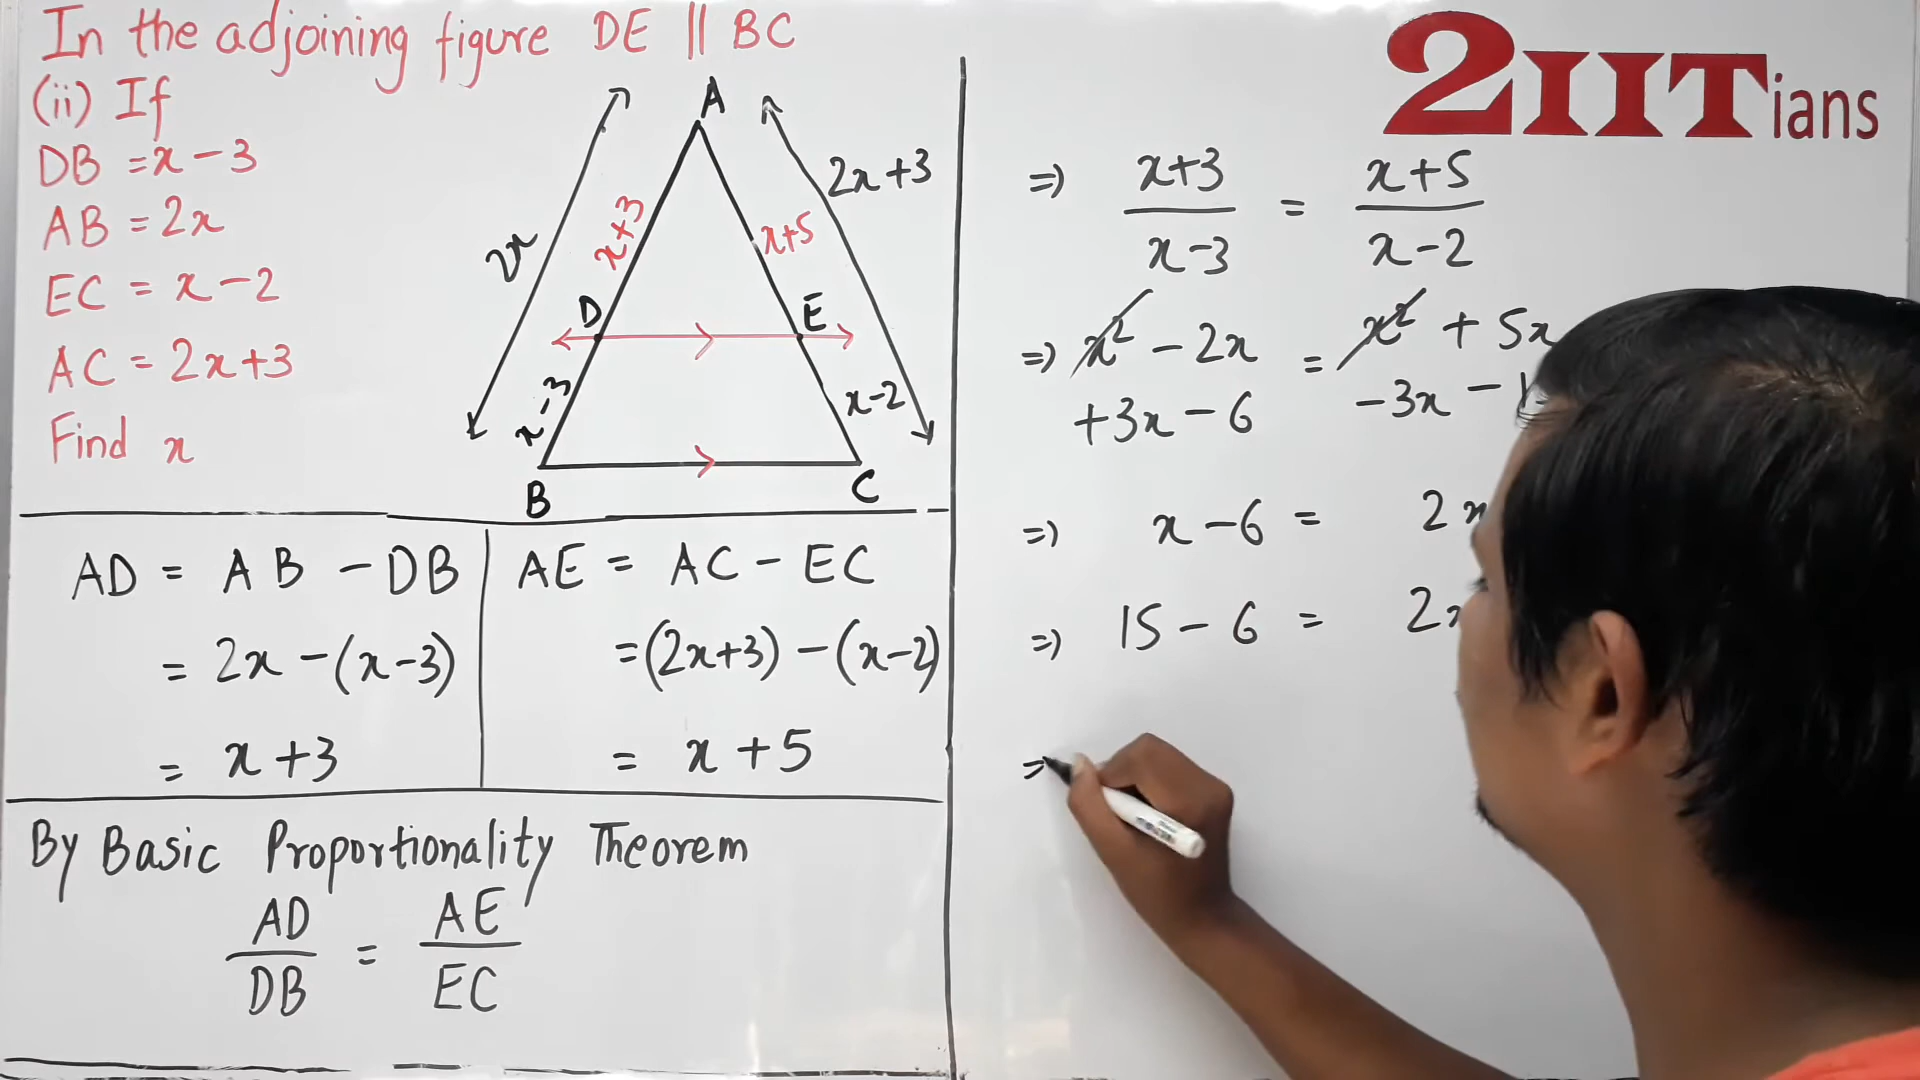 In the adjoining figure DE || BC
(ii) If
DB = x - 3
AB = 2x
EC = x - 2
AC = 2x + 3
Find x
A
2x
x+3
x+5
2x+3
D
E
x-3
x-2
B
C
AD = AB - DB
= 2x - (x-3)
= x+3
AE = AC - EC
= (2x+3) - (x-2)
= x + 5
By Basic Proportionality Theorem
AD/DB = AE/EC
2IITians
⇒ x+3/x-3 = x+5/x-2
⇒ x² - 2x = x² + 5x
+3x - 6 -3x -
⇒ x - 6 = 2x
⇒ 15 - 6 = 2x
⇒